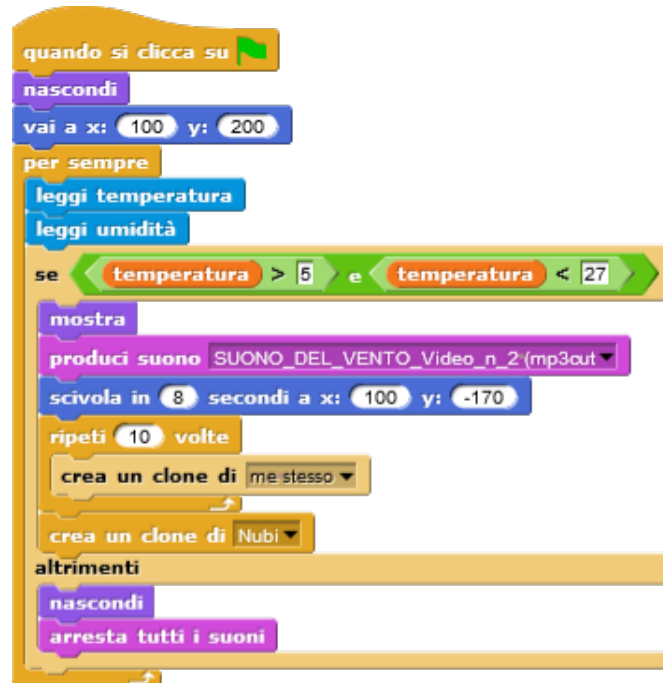 quando si clicca su
nascondi
vai a x: 100 y: 200
per sempre
leggi temperatura
leggi umidità
se temperatura > 5 e temperatura < 27
mostra
produci suono SUONO_DEL_VENTO_Video_n_2 (mp3cut
scivola in 8 secondi a x: 100 y: -170
ripeti 10 volte
crea un clone di me stesso
crea un clone di Nubi
altrimenti
nascondi
arresta tutti i suoni